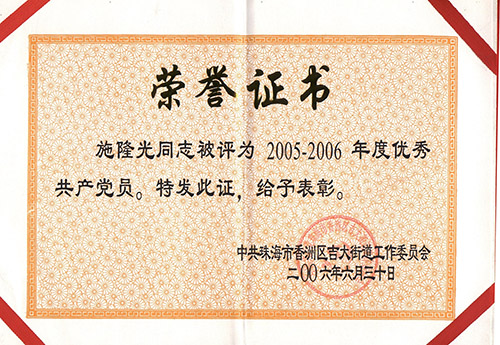 荣誉证书
施隆光同志被评为 2005-2006 年度优秀
共产党员。特发此证，给予表彰。
中共珠海市香洲区吉大街道工作委员会
二〇〇六年六月三十日